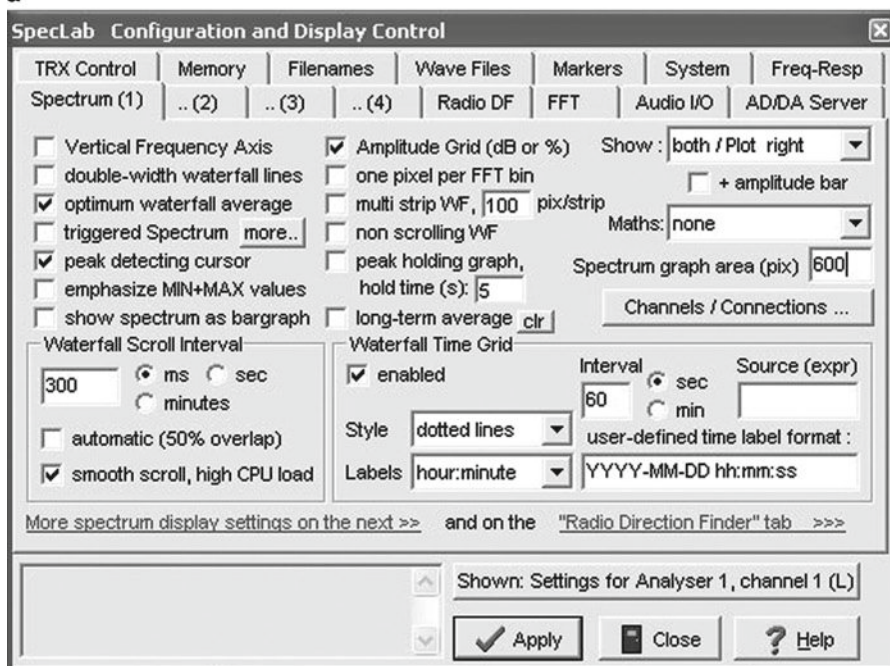 SpecLab Configuration and Display Control
TRX Control Memory Filenames Wave Files Markers System Freq-Resp
Spectrum (1) .. (2) .. (3) .. (4) Radio DF FFT Audio I/O AD/DA Server
Vertical Frequency Axis
double-width waterfall lines
optimum waterfall average
triggered Spectrum more..
peak detecting cursor
emphasize MIN+MAX values
show spectrum as bargraph
Amplitude Grid (dB or %)
one pixel per FFT bin
multi strip WF, 100 pix/strip
non scrolling WF
peak holding graph,
hold time (s): 5
long-term average clr
Show : both / Plot right
+ amplitude bar
Maths: none
Spectrum graph area (pix) 600
Channels / Connections ...
Waterfall Scroll Interval
300 ms sec
minutes
automatic (50% overlap)
smooth scroll, high CPU load
Waterfall Time Grid
enabled
Style dotted lines
Labels hour:minute
Interval
60 sec
min
Source (expr)
user-defined time label format :
YYYY-MM-DD hh:mm:ss
More spectrum display settings on the next >> and on the "Radio Direction Finder" tab >>>
Shown: Settings for Analyser 1, channel 1 (L)
Apply Close Help